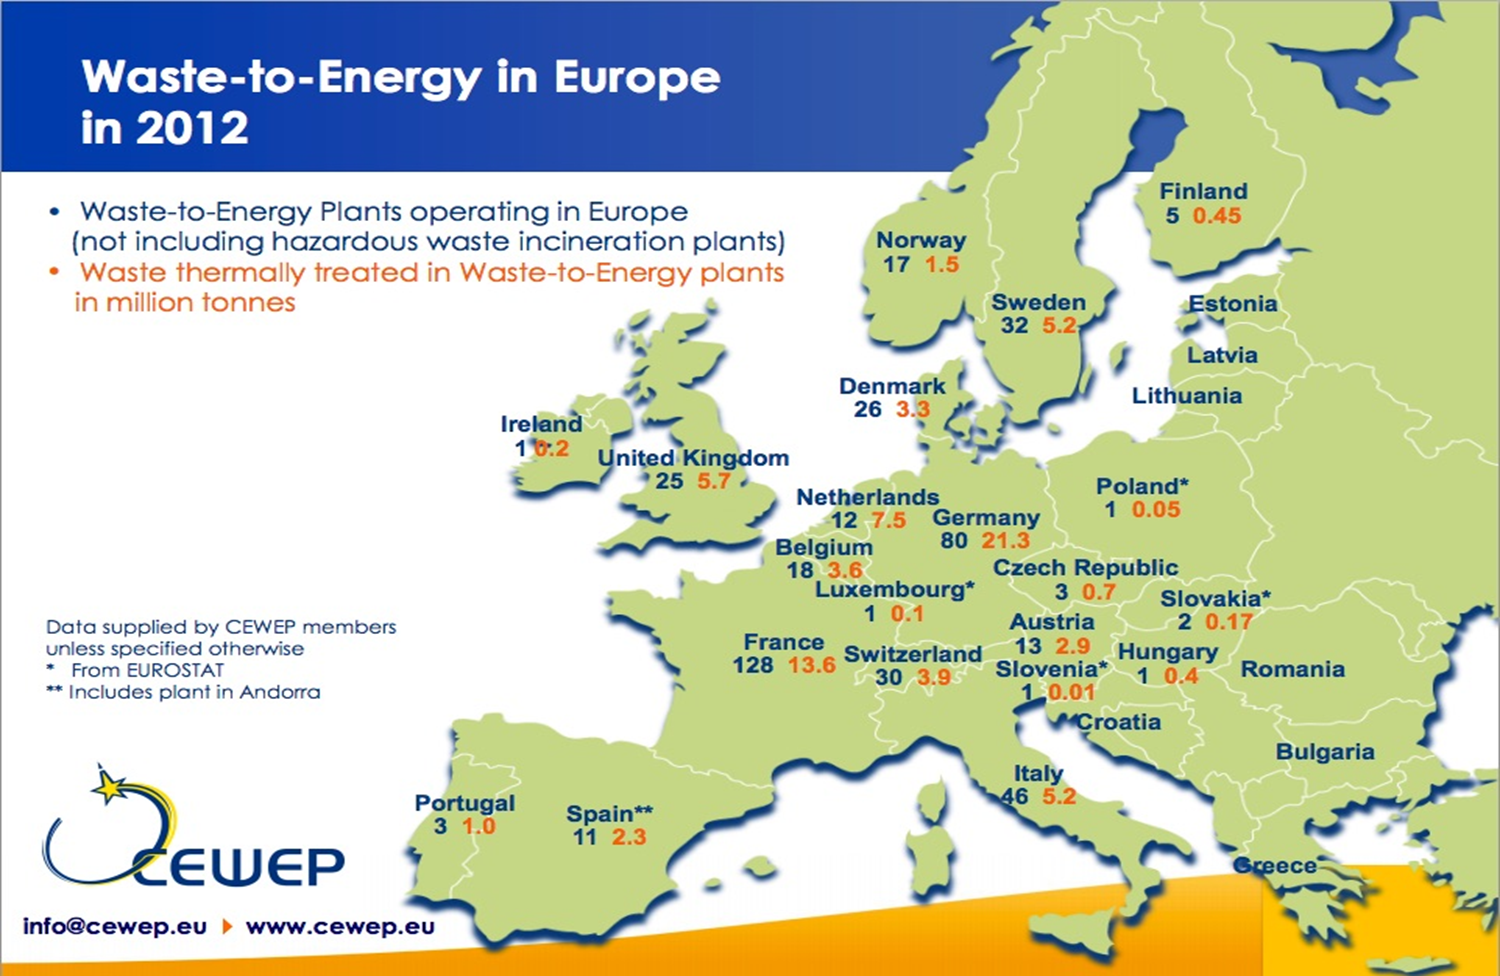 Waste-to-Energy in Europe
in 2012
• Waste-to-Energy Plants operating in Europe
(not including hazardous waste incineration plants)
• Waste thermally treated in Waste-to-Energy plants
in million tonnes
Finland
5 0.45
Norway
17 1.5
Sweden
32 5.2
Estonia
Latvia
Lithuania
Denmark
26 3.3
Ireland
1 0.2
United Kingdom
25 5.7
Netherlands
12 7.5
Germany
80 21.3
Poland*
1 0.05
Belgium
18 3.6
Czech Republic
3 0.7
Luxembourg*
1 0.1
Slovakia*
2 0.17
Austria
13 2.9
France
128 13.6
Switzerland
30 3.9
Hungary
1 0.4
Slovenia*
1 0.01
Romania
Croatia
Bulgaria
Italy
46 5.2
Portugal
3 1.0
Spain**
11 2.3
Greece
Data supplied by CEWEP members
unless specified otherwise
* From EUROSTAT
** Includes plant in Andorra
CEWEP
info@cewep.eu www.cewep.eu